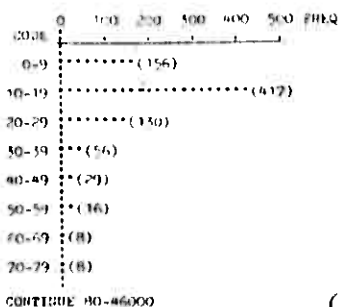 0 100 200 300 400 500 FREQ
CODE
0-9 (156)
10-19 (417)
20-29 (130)
30-39 (56)
40-49 (29)
50-59 (16)
60-69 (8)
70-79 (8)
CONTINUE 80-46000 (